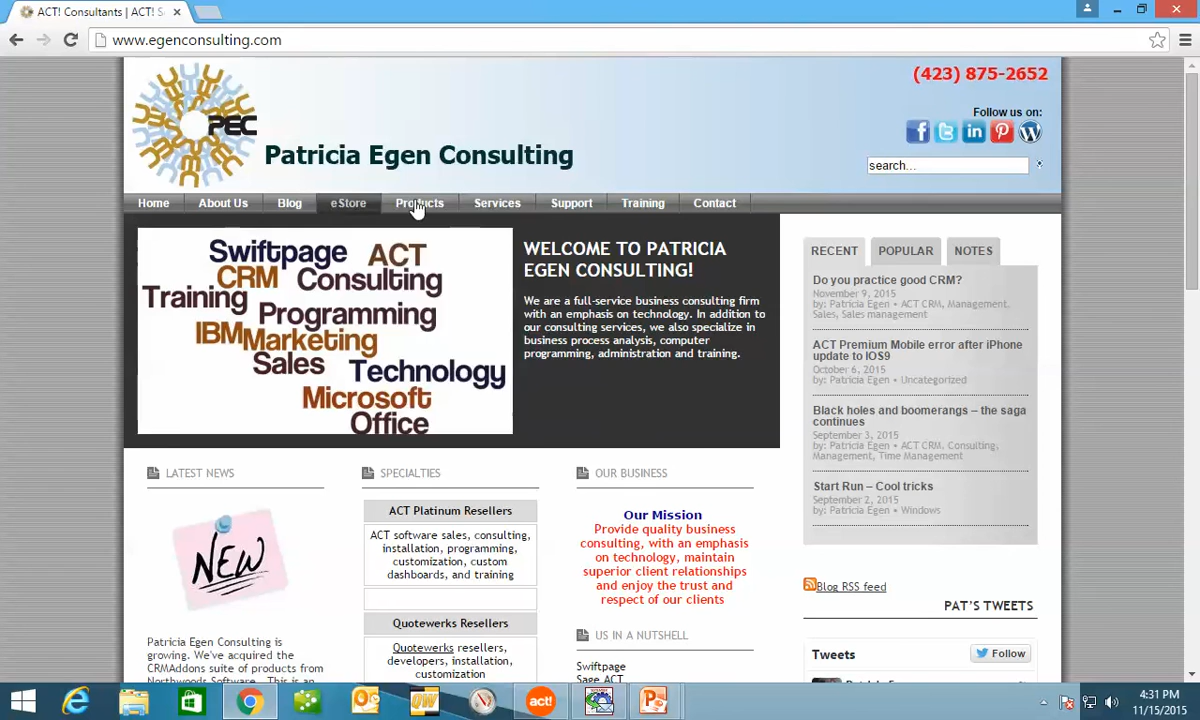 ACT! Consultants | ACT! S
www.egenconsulting.com
(423) 875-2652
Follow us on:
PEC
Patricia Egen Consulting
search...
Home
About Us
Blog
eStore
Products
Services
Support
Training
Contact
Swiftpage ACT
CRM Consulting
Training
Programming
IBM Marketing
Sales
Technology
Microsoft
Office
WELCOME TO PATRICIA
EGEN CONSULTING!
We are a full-service business consulting firm
with an emphasis on technology. In addition to
our consulting services, we also specialize in
business process analysis, computer
programming, administration and training.
RECENT
POPULAR
NOTES
Do you practice good CRM?
November 9, 2015
by: Patricia Egen • ACT CRM, Management,
Sales, Sales management
ACT Premium Mobile error after iPhone
update to IOS9
October 6, 2015
by: Patricia Egen • Uncategorized
Black holes and boomerangs – the saga
continues
September 3, 2015
by: Patricia Egen • ACT CRM, Consulting,
Management, Time Management
Start Run – Cool tricks
September 2, 2015
by: Patricia Egen • Windows
Blog RSS feed
PAT'S TWEETS
Tweets
Follow
LATEST NEWS
NEW
Patricia Egen Consulting is
growing. We've acquired the
CRMAddons suite of products from
Northwoods Software. This is an
SPECIALTIES
ACT Platinum Resellers
ACT software sales, consulting,
installation, programming,
customization, custom
dashboards, and training
Quotewerks Resellers
Quotewerks resellers,
developers, installation,
customization
OUR BUSINESS
Our Mission
Provide quality business
consulting, with an emphasis
on technology, maintain
superior client relationships
and enjoy the trust and
respect of our clients
US IN A NUTSHELL
Swiftpage
Sage ACT
QW
act!
4:31 PM
11/15/2015